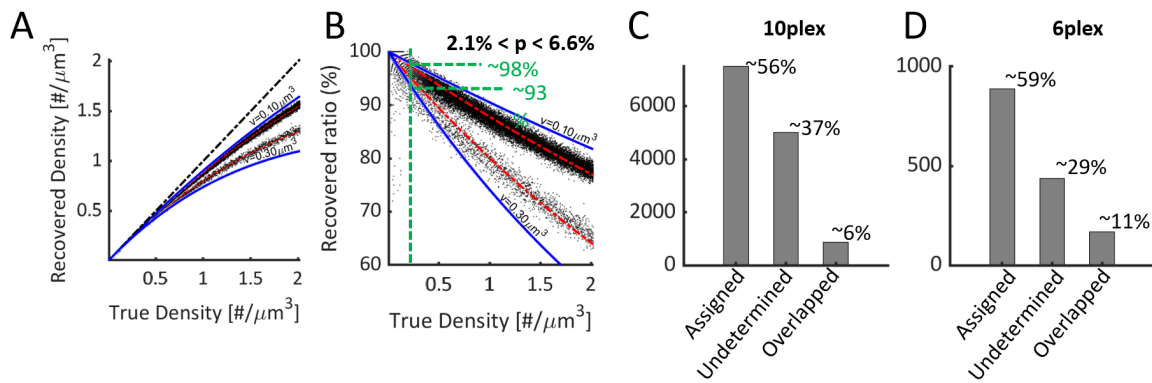 A
Recovered Density [#/μm³]
2
1.5
1
0.5
v=0.10μm³
v=0.30μm³
0.5
1
1.5
2
True Density [#/μm³]
B
2.1% < p < 6.6%
Recovered ratio (%)
100
90
80
70
60
~98%
~93
%
v=0.10μm³
v=0.30μm³
0.5
1
1.5
2
True Density [#/μm³]
C
10plex
6000
4000
2000
0
~56%
~37%
~6%
Assigned
Undetermined
Overlapped
D
6plex
1000
500
0
~59%
~29%
~11%
Assigned
Undetermined
Overlapped